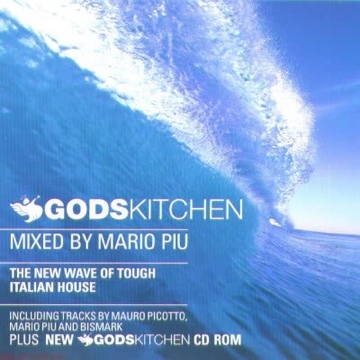 GODSKITCHEN
MIXED BY MARIO PIU
THE NEW WAVE OF TOUGH
ITALIAN HOUSE
INCLUDING TRACKS BY MAURO PICOTTO,
MARIO PIU AND BISMARK
PLUS NEW GODSKITCHEN CD ROM